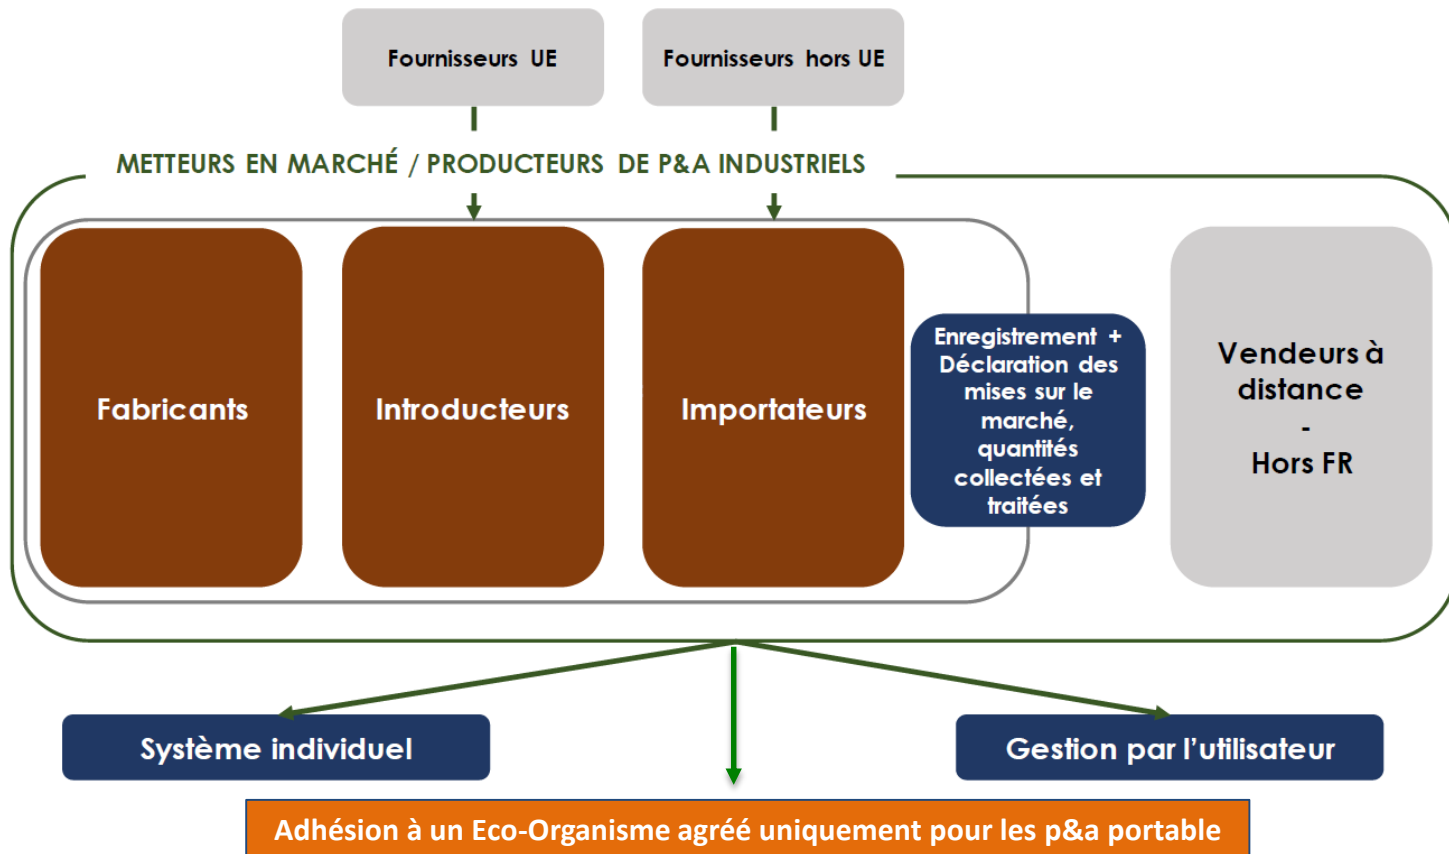 Fournisseurs UE
Fournisseurs hors UE
METTEURS EN MARCHÉ / PRODUCTEURS DE P&A INDUSTRIELS
Fabricants
Introducteurs
Importateurs
Enregistrement +
Déclaration des
mises sur le
marché,
quantités
collectées et
traitées
Vendeurs à
distance
-
Hors FR
Système individuel
Gestion par l'utilisateur
Adhésion à un Eco-Organisme agréé uniquement pour les p&a portable